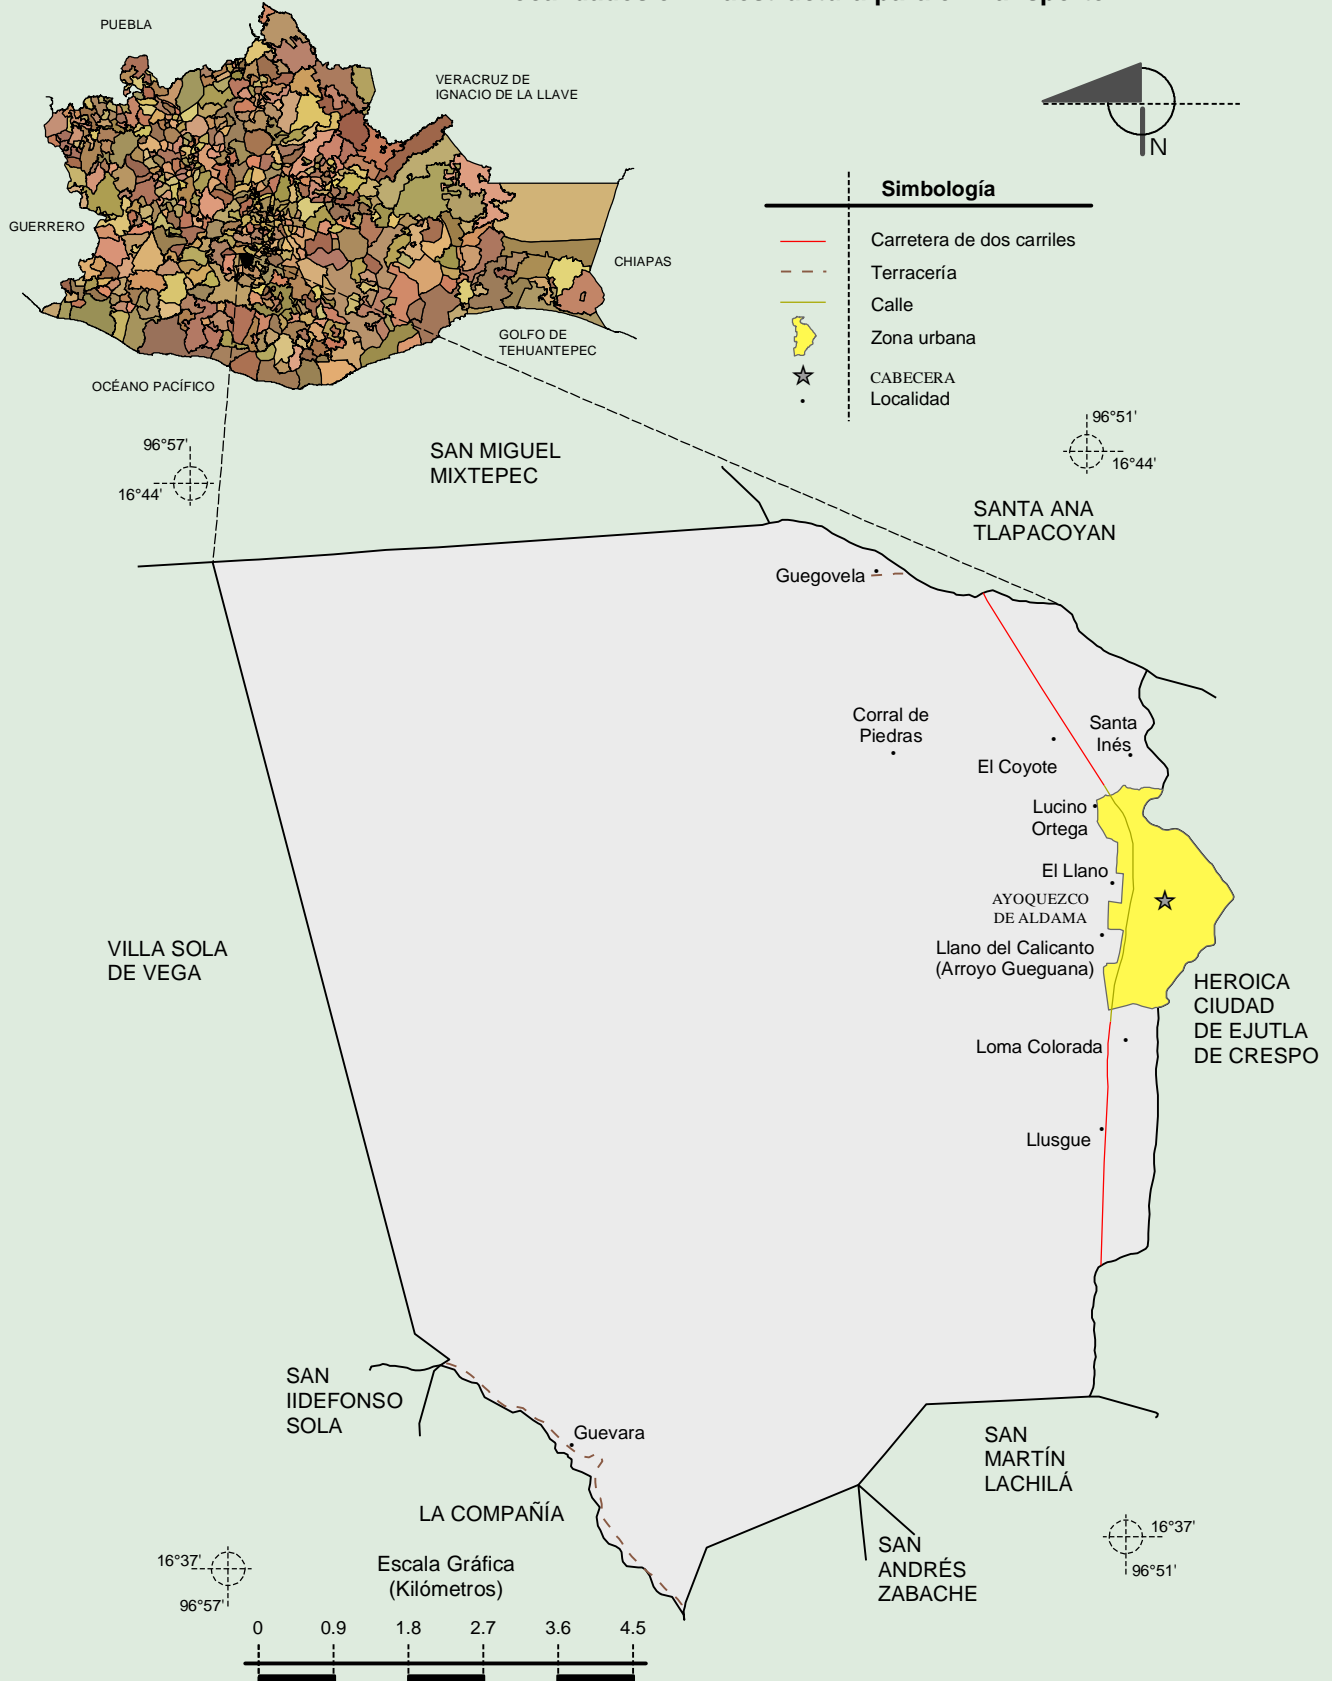 PUEBLA
VERACRUZ DE
IGNACIO DE LA LLAVE
GUERRERO
CHIAPAS
GOLFO DE
TEHUANTEPEC
OCÉANO PACÍFICO
N
Simbología
Carretera de dos carriles
Terracería
Calle
Zona urbana
CABECERA
Localidad
96°57'
16°44'
96°51'
16°44'
SAN MIGUEL
MIXTEPEC
SANTA ANA
TLAPACOYAN
Guegovela
Corral de
Piedras
El Coyote
Santa
Inés
Lucino
Ortega
El Llano
AYOQUEZCO
DE ALDAMA
Llano del Calicanto
(Arroyo Gueguana)
VILLA SOLA
DE VEGA
HEROICA
CIUDAD
DE EJUTLA
DE CRESPO
Loma Colorada
Llusgue
SAN
IIDEFONSO
SOLA
Guevara
SAN
MARTÍN
LACHILÁ
LA COMPAÑÍA
SAN
ANDRÉS
ZABACHE
16°37'
96°51'
16°37'
96°57'
Escala Gráfica
(Kilómetros)
0 0.9 1.8 2.7 3.6 4.5